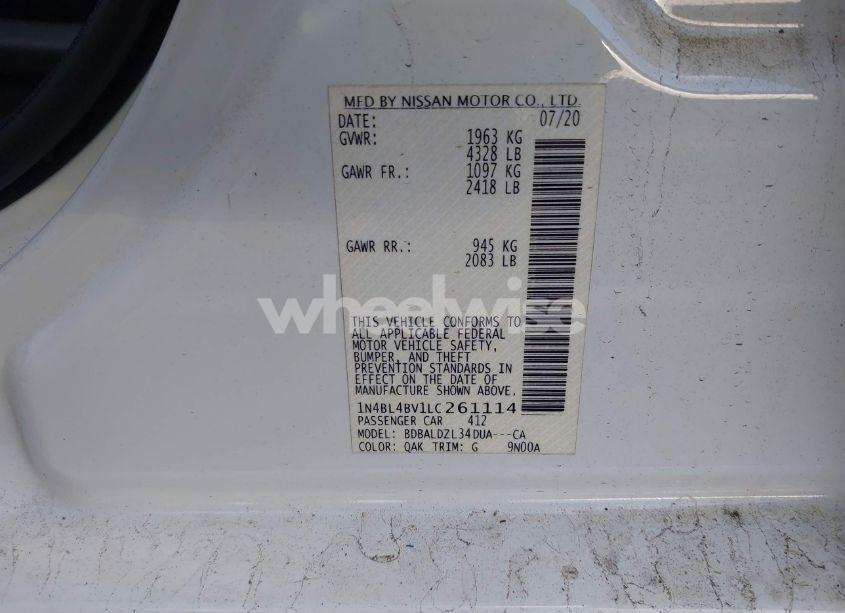 MFD BY NISSAN MOTOR CO., LTD.
DATE: 07/20
GVWR: 1963 KG
4328 LB
GAWR FR.: 1097 KG
2418 LB
GAWR RR.: 945 KG
2083 LB
wheelwise
THIS VEHICLE CONFORMS TO
ALL APPLICABLE FEDERAL
MOTOR VEHICLE SAFETY,
BUMPER, AND THEFT
PREVENTION STANDARDS IN
EFFECT ON THE DATE OF
MANUFACTURE SHOWN ABOVE.
1N4BL4BV1LC261114
PASSENGER CAR 412
MODEL: BDBALDZL34DUA---CA
COLOR: QAK TRIM: G 9N00A